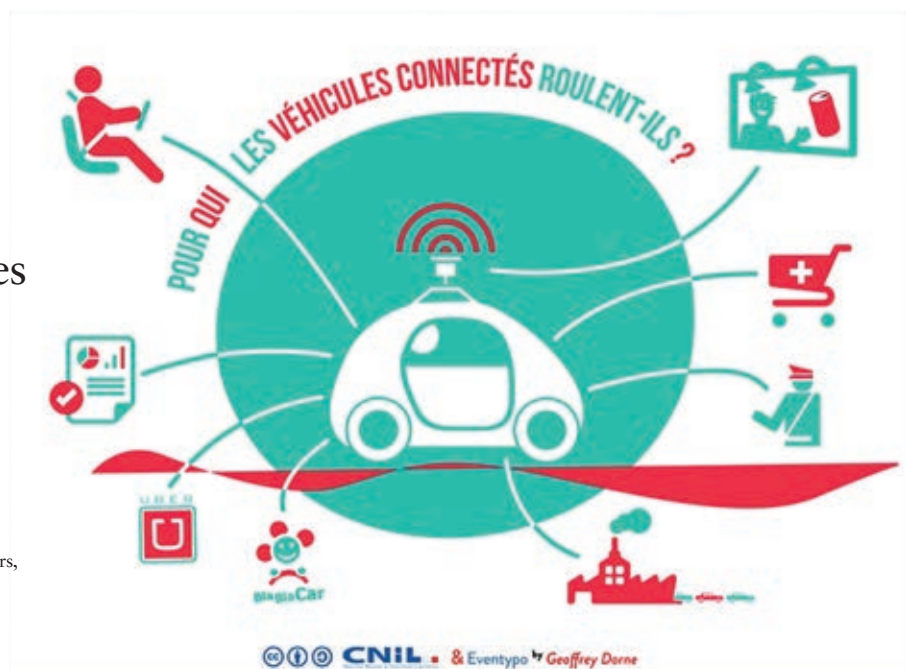 POUR QUI LES VÉHICULES CONNECTÉS ROULENT-ILS ?
es
UBER
BlaBlaCar
rs,
CNiL & Eventypo by Geoffrey Dorne